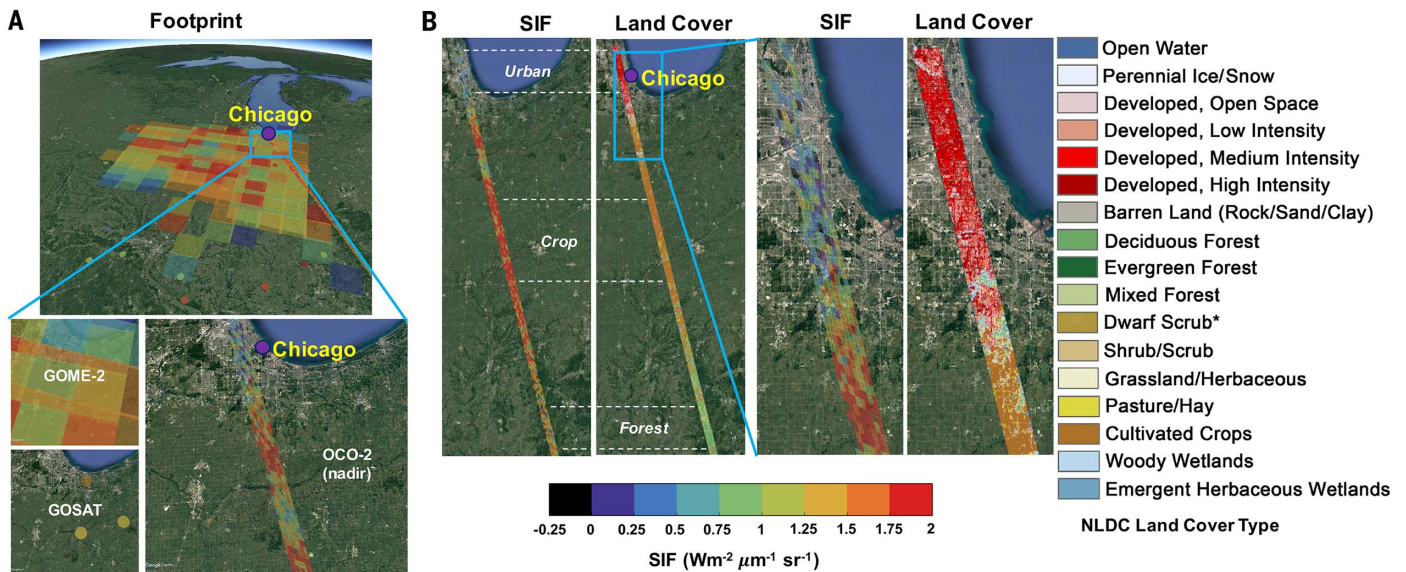 A
Footprint
Chicago
GOME-2
GOSAT
Chicago
OCO-2
(nadir)
Google Earth
B
SIF
Land Cover
SIF
Land Cover
Urban
Chicago
Crop
Forest
-0.25 0 0.25 0.5 0.75 1 1.25 1.5 1.75 2
SIF (Wm⁻² μm⁻¹ sr⁻¹)
Open Water
Perennial Ice/Snow
Developed, Open Space
Developed, Low Intensity
Developed, Medium Intensity
Developed, High Intensity
Barren Land (Rock/Sand/Clay)
Deciduous Forest
Evergreen Forest
Mixed Forest
Dwarf Scrub*
Shrub/Scrub
Grassland/Herbaceous
Pasture/Hay
Cultivated Crops
Woody Wetlands
Emergent Herbaceous Wetlands
NLDC Land Cover Type